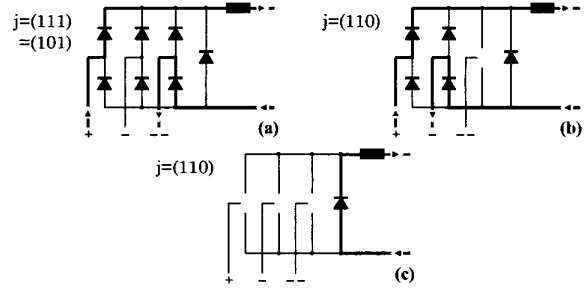 j=(111)
=(101)
+ − −−
(a)
j=(110)
+ − −−
(b)
j=(110)
+ − −−
(c)